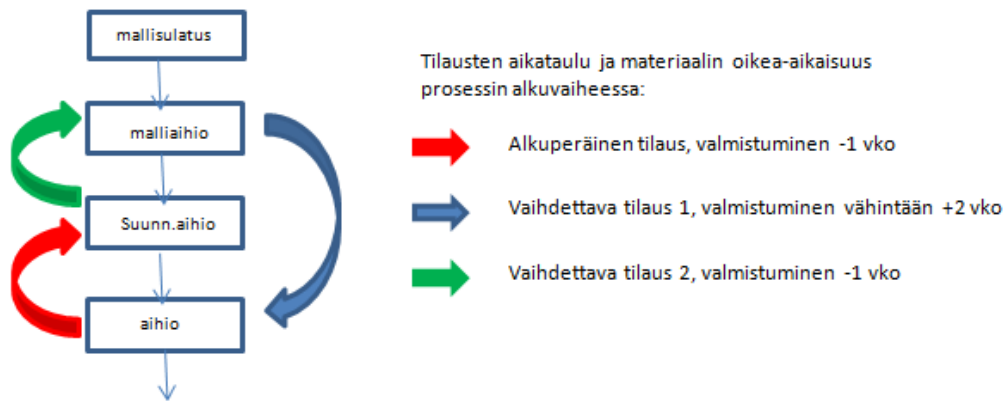 mallisulatus
malliaihio
Suunn.aihio
aihio
Tilausten aikataulu ja materiaalin oikea-aikaisuus
prosessin alkuvaiheessa:
Alkuperäinen tilaus, valmistuminen -1 vko
Vaihdettava tilaus 1, valmistuminen vähintään +2 vko
Vaihdettava tilaus 2, valmistuminen -1 vko